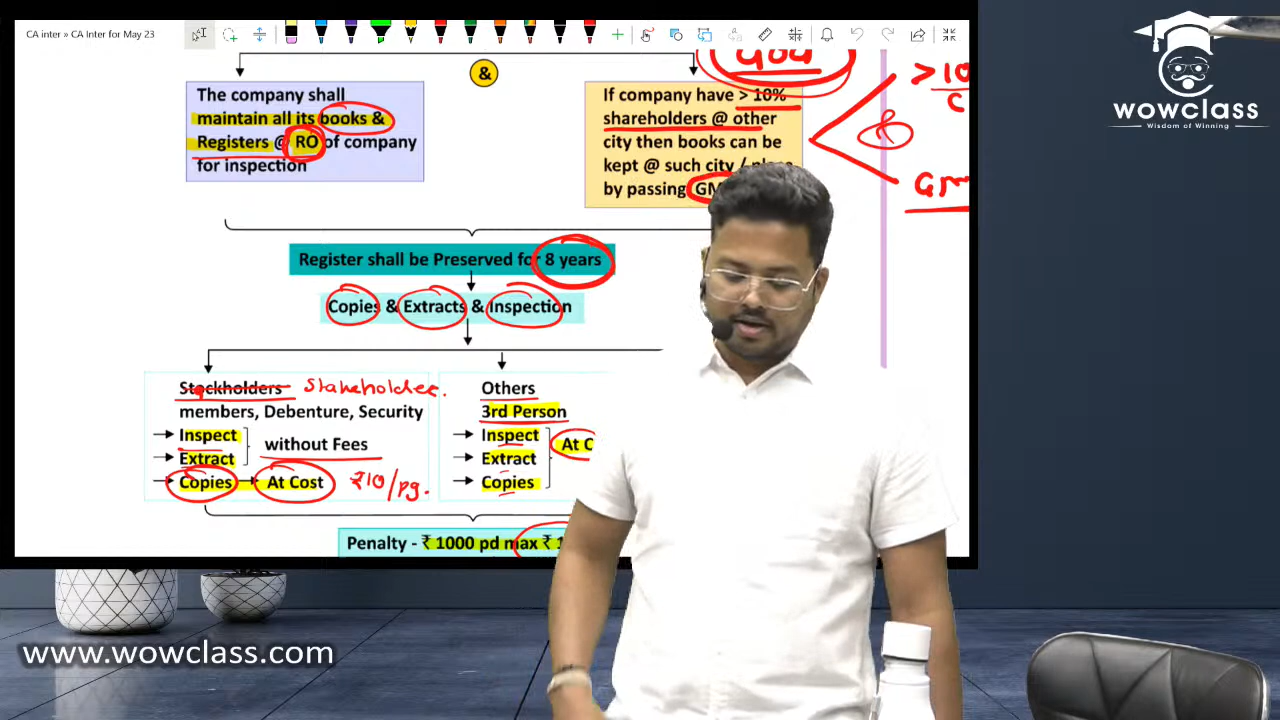 CA inter » CA Inter for May 23
wowclass
Wisdom of Winning
&
The company shall
maintain all its books &
Registers @ RO of company
for inspection
If company have > 10%
shareholders @ other
city then books can be
kept @ such city / place
by passing
> 10
Register shall be Preserved for 8 years
Copies & Extracts & Inspection
Stockholders Stakeholder.
members, Debenture, Security
Inspect
Extract
without Fees
Copies → At Cost ₹10/pg.
Others
3rd Person
Inspect
Extract
Copies
At C
Penalty - ₹ 1000 pd max ₹ 1
www.wowclass.com